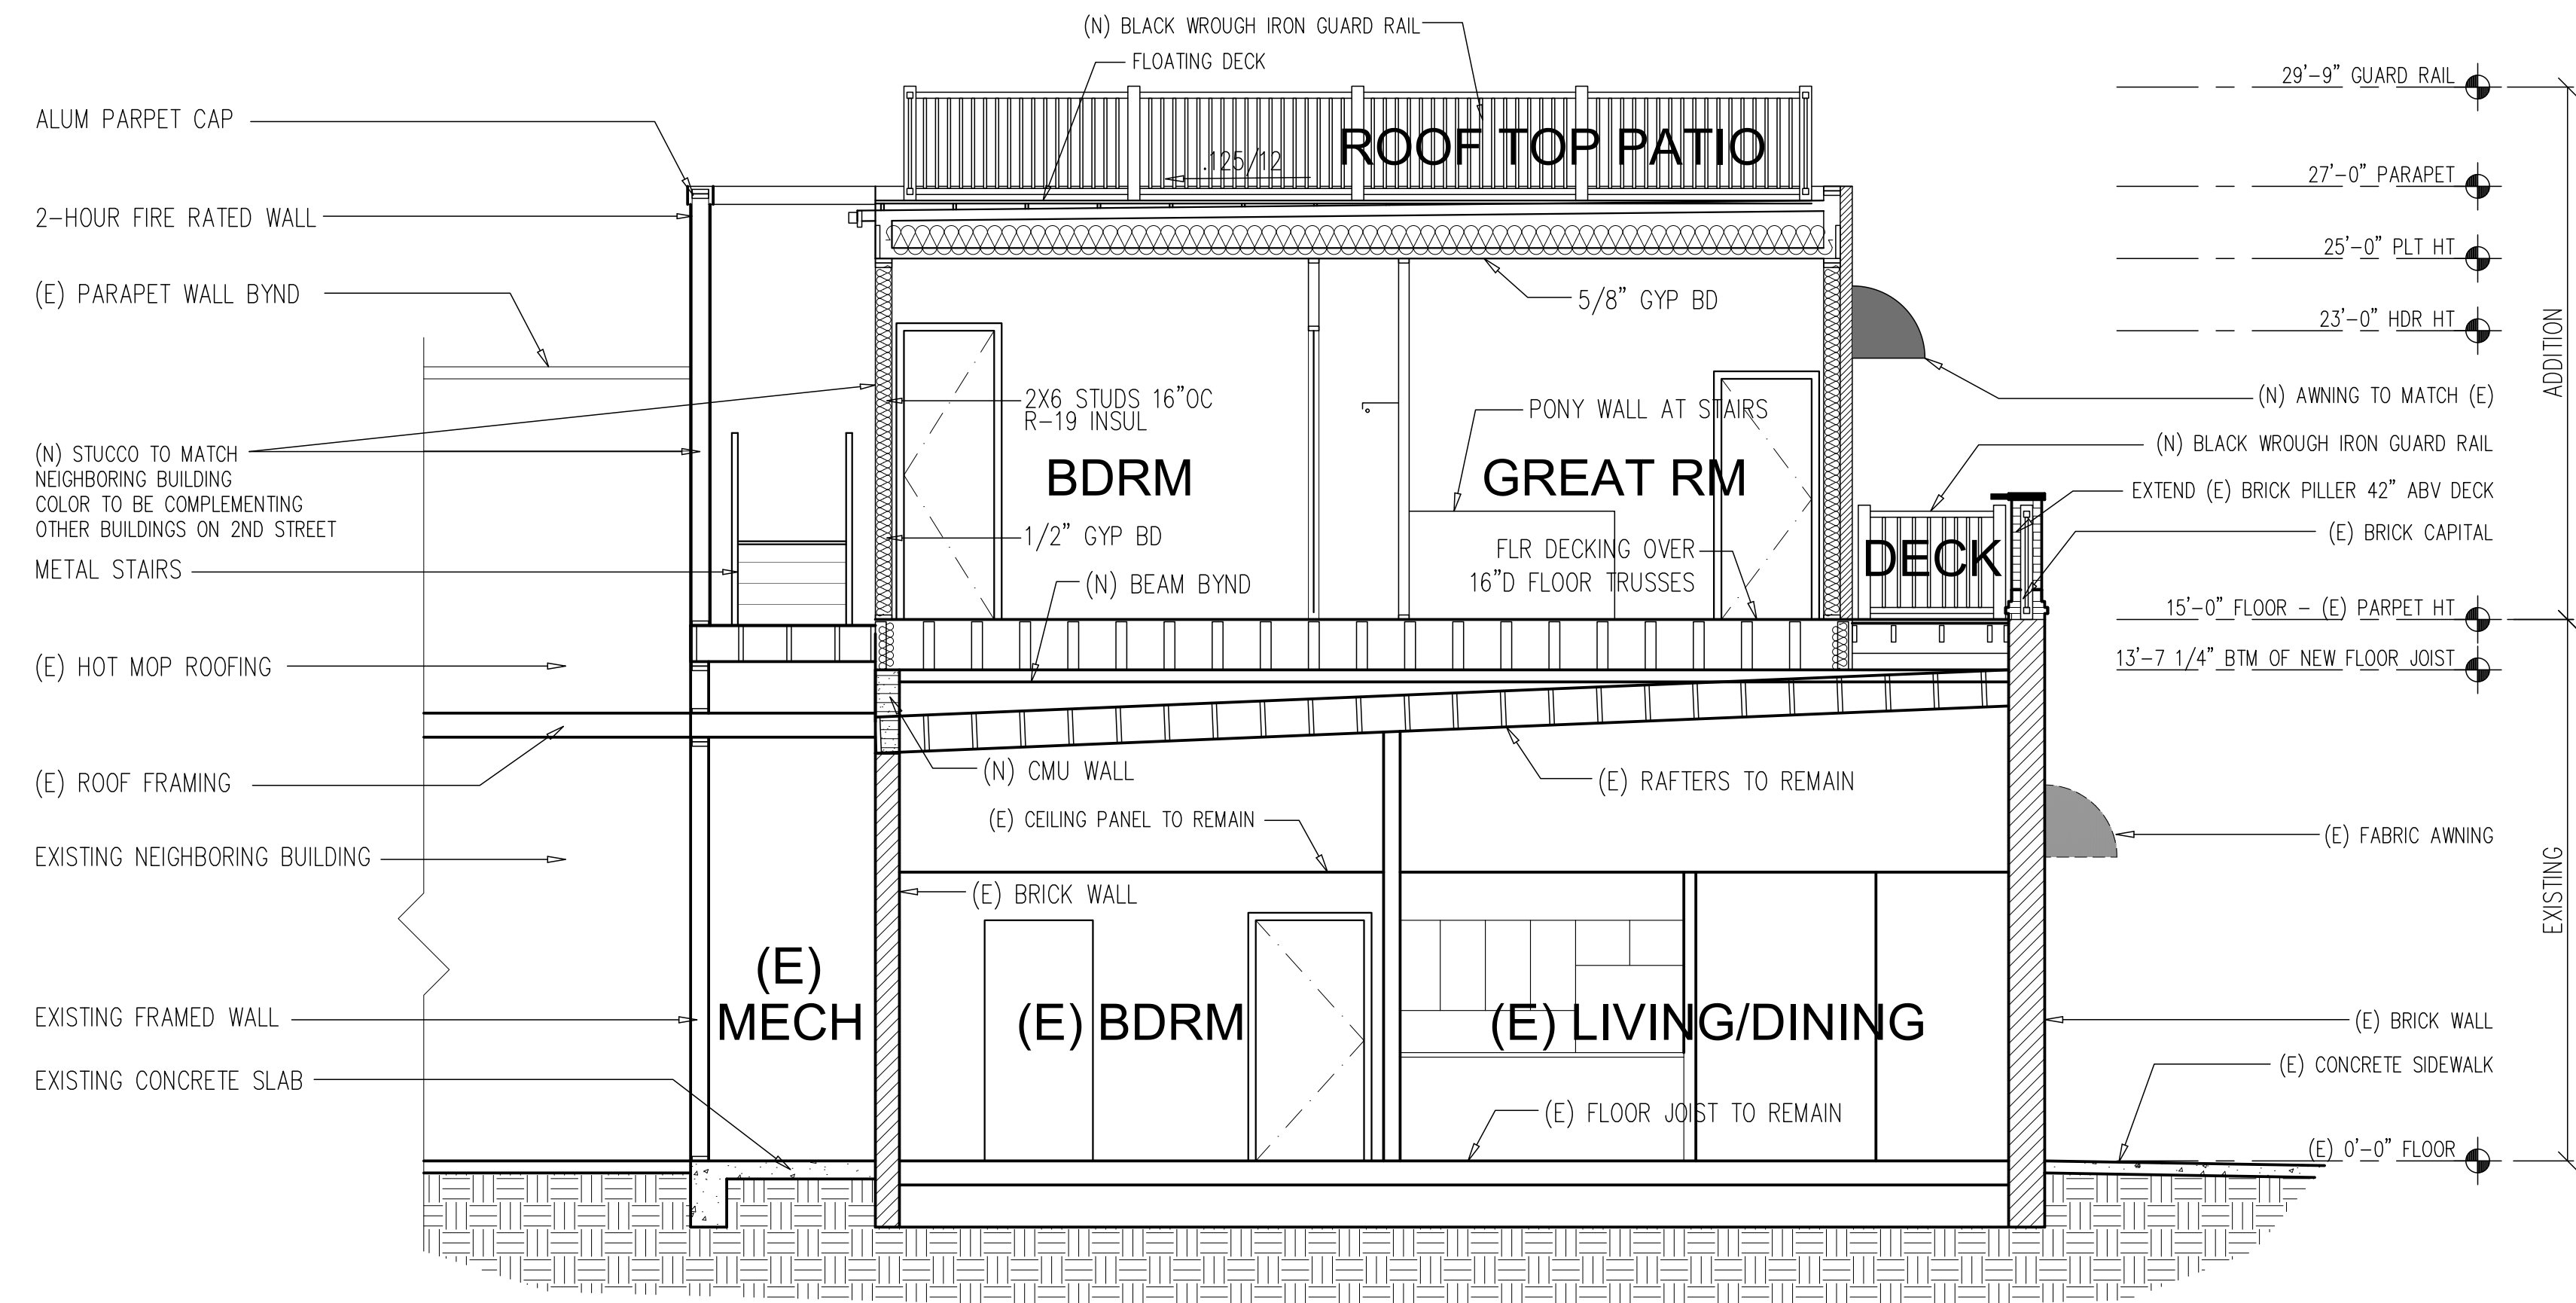 (N) BLACK WROUGH IRON GUARD RAIL
FLOATING DECK
ALUM PARPET CAP
2-HOUR FIRE RATED WALL
(E) PARAPET WALL BYND
(N) STUCCO TO MATCH
NEIGHBORING BUILDING
COLOR TO BE COMPLEMENTING
OTHER BUILDINGS ON 2ND STREET
METAL STAIRS
(E) HOT MOP ROOFING
(E) ROOF FRAMING
EXISTING NEIGHBORING BUILDING
EXISTING FRAMED WALL
EXISTING CONCRETE SLAB
ROOF TOP PATIO
.125/12
5/8" GYP BD
2X6 STUDS 16"OC
R-19 INSUL
PONY WALL AT STAIRS
BDRM
GREAT RM
1/2" GYP BD
FLR DECKING OVER
16"D FLOOR TRUSSES
(N) BEAM BYND
DECK
(N) CMU WALL
(E) RAFTERS TO REMAIN
(E) CEILING PANEL TO REMAIN
(E) BRICK WALL
(E)
MECH
(E) BDRM
(E) LIVING/DINING
(E) FLOOR JOIST TO REMAIN
29'-9" GUARD RAIL
27'-0" PARAPET
25'-0" PLT HT
23'-0" HDR HT
(N) AWNING TO MATCH (E)
(N) BLACK WROUGH IRON GUARD RAIL
EXTEND (E) BRICK PILLER 42" ABV DECK
(E) BRICK CAPITAL
15'-0" FLOOR - (E) PARPET HT
13'-7 1/4" BTM OF NEW FLOOR JOIST
(E) FABRIC AWNING
(E) BRICK WALL
(E) CONCRETE SIDEWALK
(E) 0'-0" FLOOR
ADDITION
EXISTING